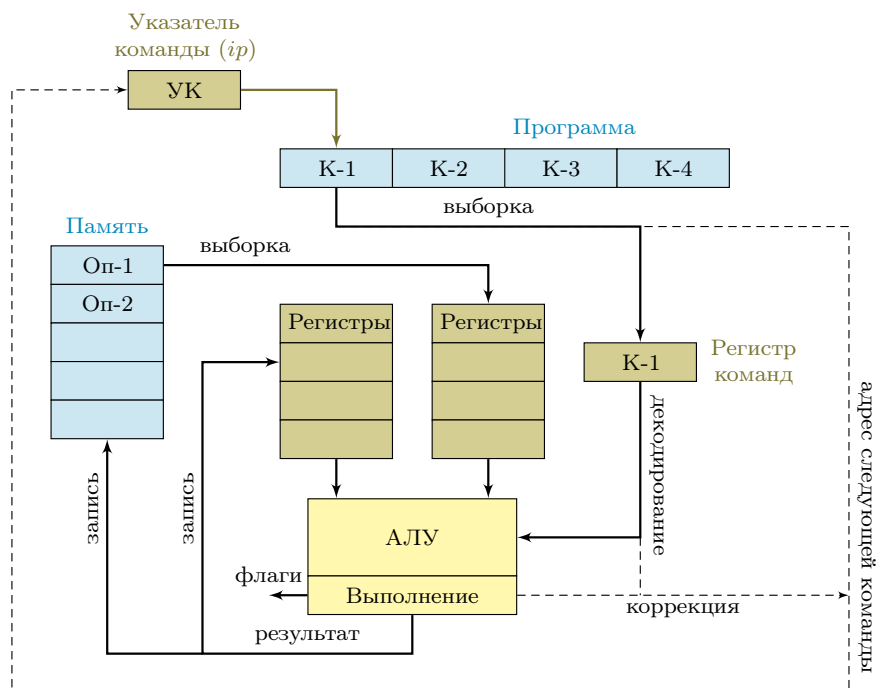 Указатель
команды (ip)
УК
Программа
К-1 К-2 К-3 К-4
выборка
Память
выборка
Оп-1
Оп-2
Регистры Регистры
К-1
Регистр
команд
декодирование
адрес следующей команды
запись
запись
АЛУ
флаги
Выполнение
коррекция
результат